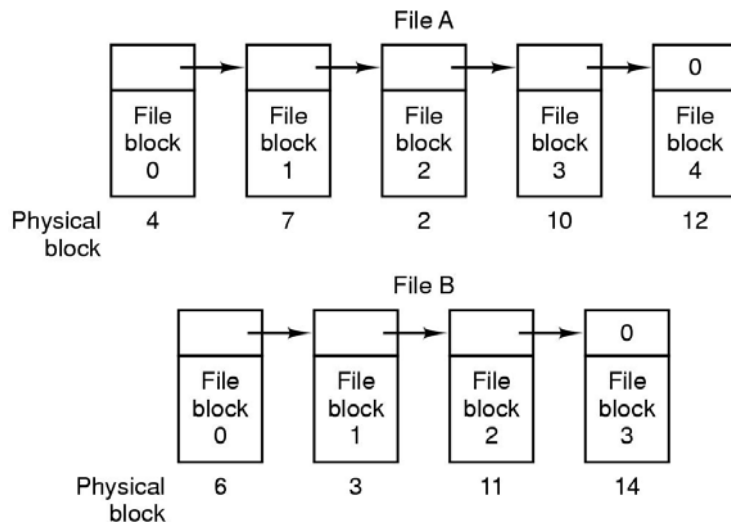 File A
0
File block 0
File block 1
File block 2
File block 3
File block 4
Physical block
4 7 2 10 12
File B
0
File block 0
File block 1
File block 2
File block 3
Physical block
6 3 11 14